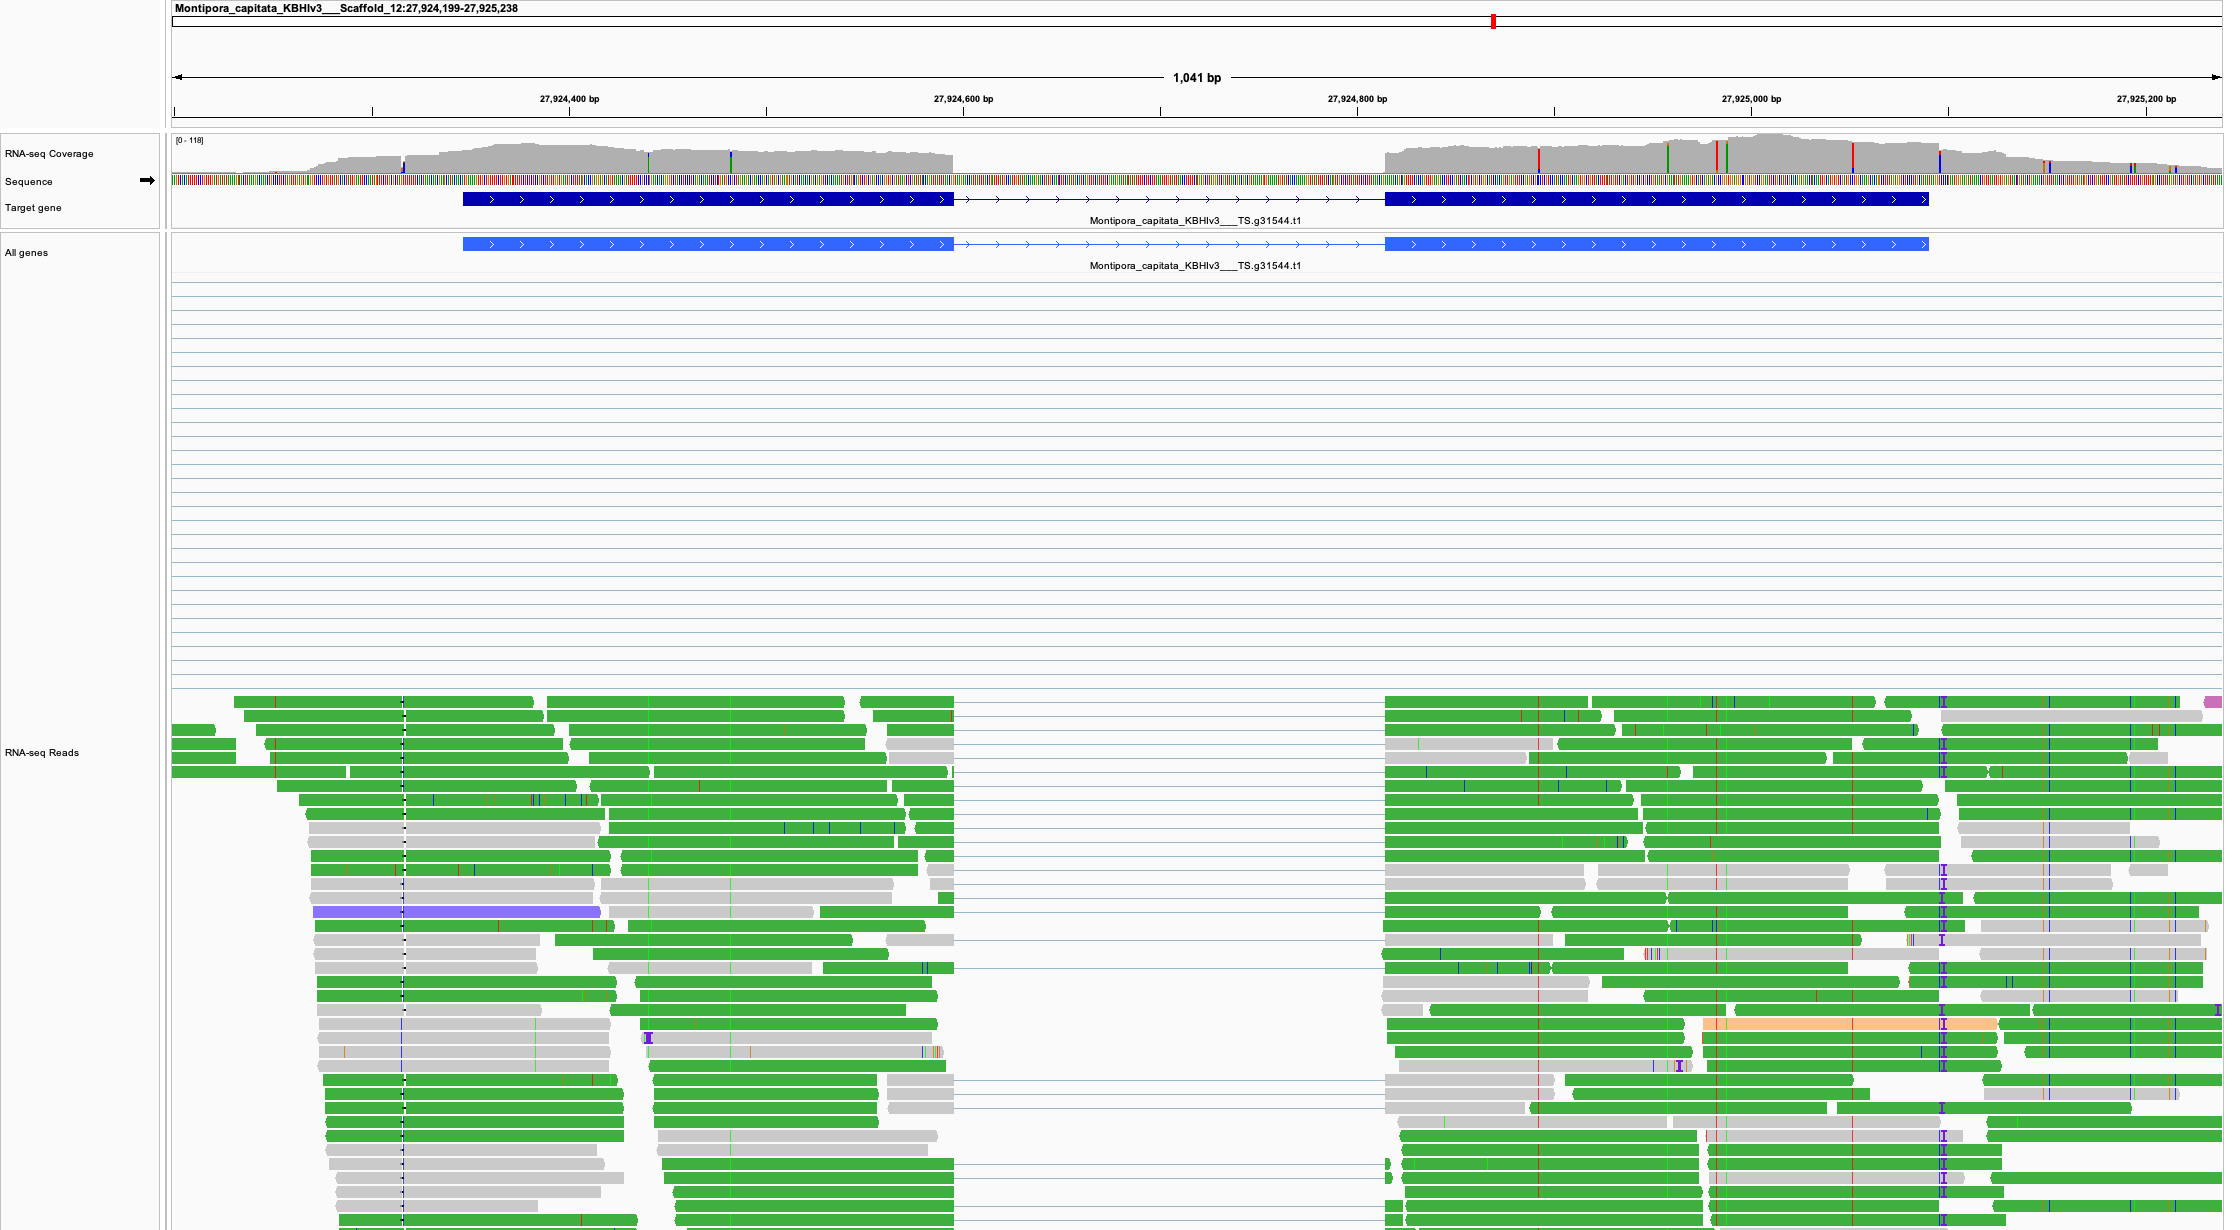 Montipora_capitata_KBHIv3___Scaffold_12:27,924,199-27,925,238
1,041 bp
27,924,400 bp 27,924,600 bp 27,924,800 bp 27,925,000 bp 27,925,200 bp
RNA-seq Coverage
[0 - 118]
Sequence
Target gene
Montipora_capitata_KBHIv3___TS.g31544.t1
All genes
Montipora_capitata_KBHIv3___TS.g31544.t1
RNA-seq Reads